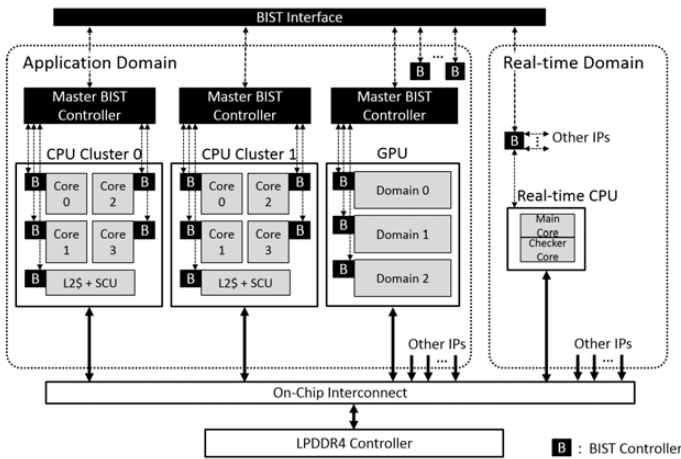 BIST Interface
Application Domain
B
...
B
Real-time Domain
Master BIST
Controller
Master BIST
Controller
Master BIST
Controller
B
Other IPs
CPU Cluster 0
CPU Cluster 1
GPU
Real-time CPU
B
Core
0
Core
2
B
B
Core
1
Core
3
B
B
L2$ + SCU
B
Core
0
Core
2
B
B
Core
1
Core
3
B
B
L2$ + SCU
B
Domain 0
B
Domain 1
B
Domain 2
Main
Core
Checker
Core
Other IPs
...
Other IPs
...
On-Chip Interconnect
LPDDR4 Controller
B : BIST Controller